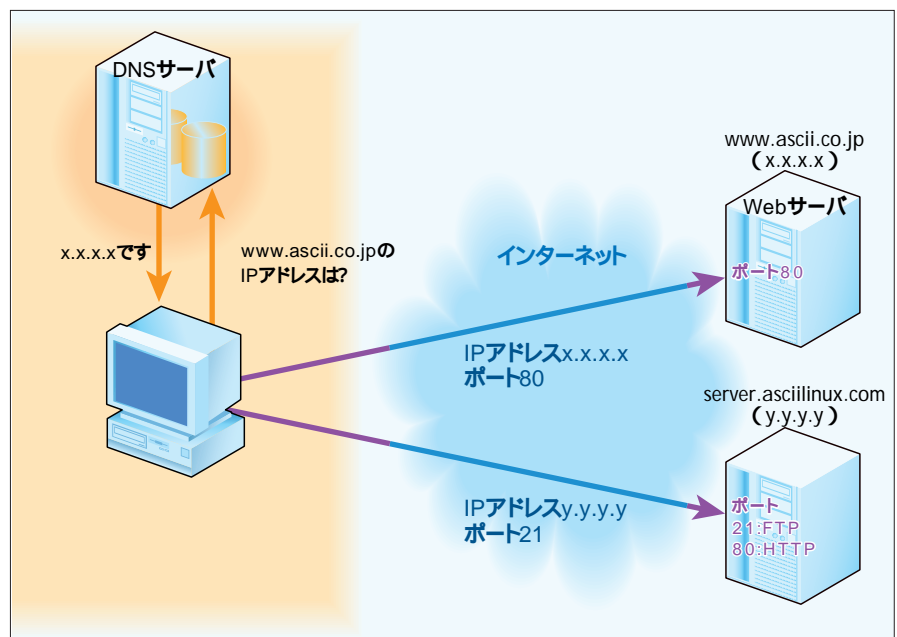 DNSサーバ
x.x.x.xです
www.ascii.co.jpの
IPアドレスは?
インターネット
www.ascii.co.jp
(x.x.x.x)
Webサーバ
ポート80
IPアドレスx.x.x.x
ポート80
server.asciilinux.com
(y.y.y.y)
IPアドレスy.y.y.y
ポート21
ポート
21:FTP
80:HTTP